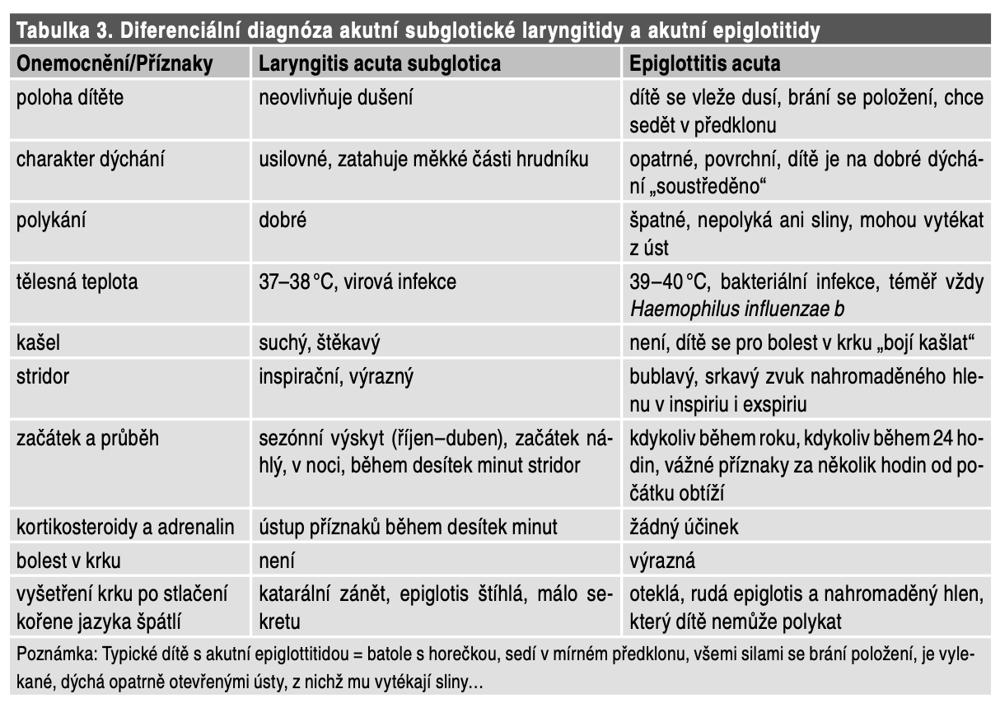 Tabulka 3. Diferenciální diagnóza akutní subglotické laryngitidy a akutní epiglotitidy
Onemocnění/Příznaky Laryngitis acuta subglotica Epiglottitis acuta
poloha dítěte neovlivňuje dušení dítě se vleže dusí, brání se položení, chce
sedět v předklonu
charakter dýchání usilovné, zatahuje měkké části hrudníku opatrné, povrchní, dítě je na dobré dýchá-
ní „soustředěno“
polykání dobré špatné, nepolyká ani sliny, mohou vytékat
z úst
tělesná teplota 37–38 °C, virová infekce 39–40 °C, bakteriální infekce, téměř vždy
Haemophilus influenzae b
kašel suchý, štěkavý není, dítě se pro bolest v krku „bojí kašlat“
stridor inspirační, výrazný bublavý, srkavý zvuk nahromaděného hle-
nu v inspiriu i exspiriu
začátek a průběh sezónní výskyt (říjen–duben), začátek ná- kdykoliv během roku, kdykoliv během 24 ho-
hlý, v noci, během desítek minut stridor din, vážné příznaky za několik hodin od po-
čátku obtíží
kortikosteroidy a adrenalin ústup příznaků během desítek minut žádný účinek
bolest v krku není výrazná
vyšetření krku po stlačení katarální zánět, epiglotis štíhlá, málo se- oteklá, rudá epiglotis a nahromaděný hlen,
kořene jazyka špátlí kretu který dítě nemůže polykat
Poznámka: Typické dítě s akutní epiglottitidou = batole s horečkou, sedí v mírném předklonu, všemi silami se brání položení, je vyle-
kané, dýchá opatrně otevřenými ústy, z nichž mu vytékají sliny…